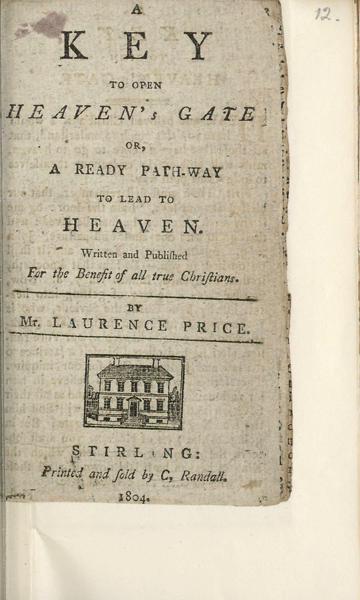 12.
A
KEY
TO OPEN
HEAVEN's GATE
OR,
A READY PATH-WAY
TO LEAD TO
HEAVEN.
Written and Publiſhed
For the Benefit of all true Chriſtians.
BY
Mr. LAURENCE PRICE.
STIRLING:
Printed and ſold by C, Randall.
1804.